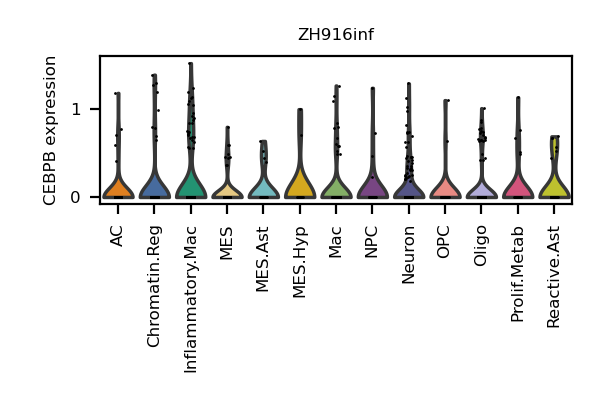 ZH916inf
CEBPB expression
1
0
AC
Chromatin.Reg
Inflammatory.Mac
MES
MES.Ast
MES.Hyp
Mac
NPC
Neuron
OPC
Oligo
Prolif.Metab
Reactive.Ast